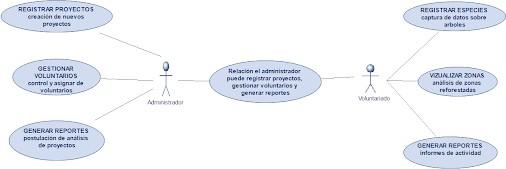 REGISTRAR PROYECTOS
creación de nuevos
proyectos
GESTIONAR
VOLUNTARIOS
control y asignar de
voluntarios
GENERAR REPORTES
postulación de análisis
de proyectos
Administrador
Relación el administrador
puede registrar proyectos,
gestionar voluntarios y
generar reportes
Voluntariado
REGISTRAR ESPECIES
captura de datos sobre
arboles
VIZUALIZAR ZONAS
análisis de zonas
reforestadas
GENERAR REPORTES
informes de actividad